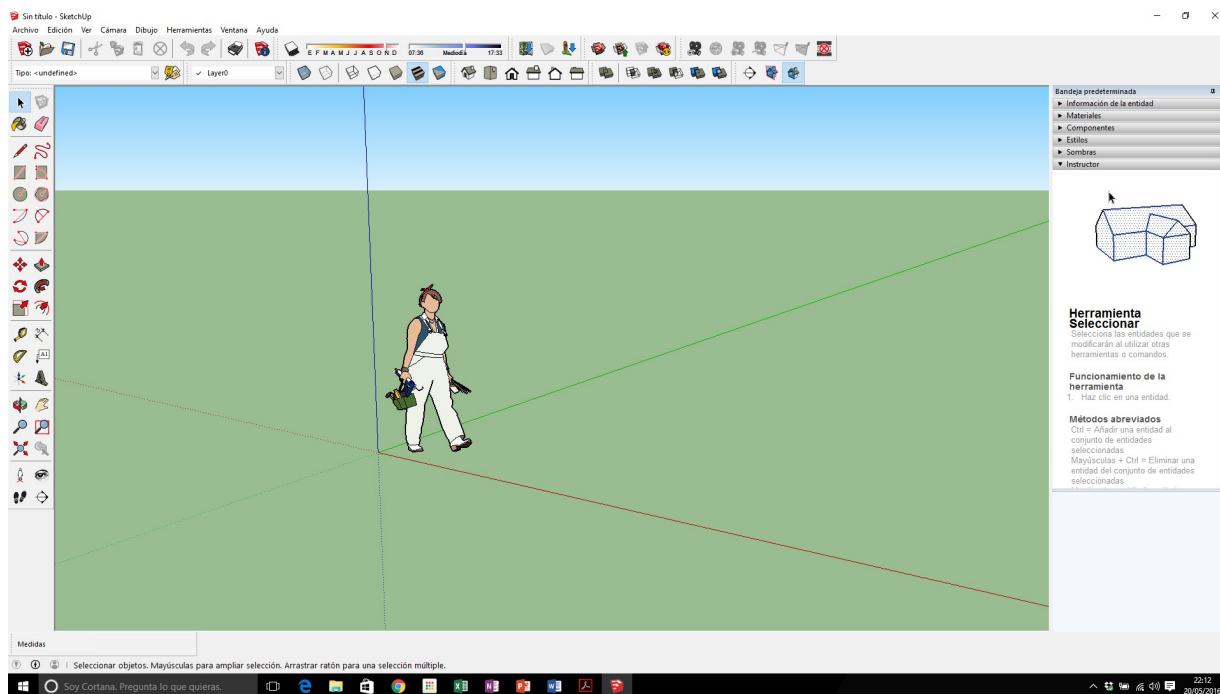 Sin título - SketchUp
Archivo Edición Ver Cámara Dibujo Herramientas Ventana Ayuda
E F M A M J J A S O N D 07:36 Mediodía 17:33
Tipo: <undefined> Layer0
Bandeja predeterminada
Información de la entidad
Materiales
Componentes
Estilos
Sombras
Instructor
Herramienta
Seleccionar
Selecciona las entidades que se
modificarán al utilizar otras
herramientas o comandos.
Funcionamiento de la
herramienta
1. Haz clic en una entidad.
Métodos abreviados
Ctrl = Añadir una entidad al
conjunto de entidades
seleccionadas
Mayúsculas + Ctrl = Eliminar una
entidad del conjunto de entidades
seleccionadas
A1
Medidas
Seleccionar objetos. Mayúsculas para ampliar selección. Arrastrar ratón para una selección múltiple.
Soy Cortana. Pregunta lo que quieras.
22:12